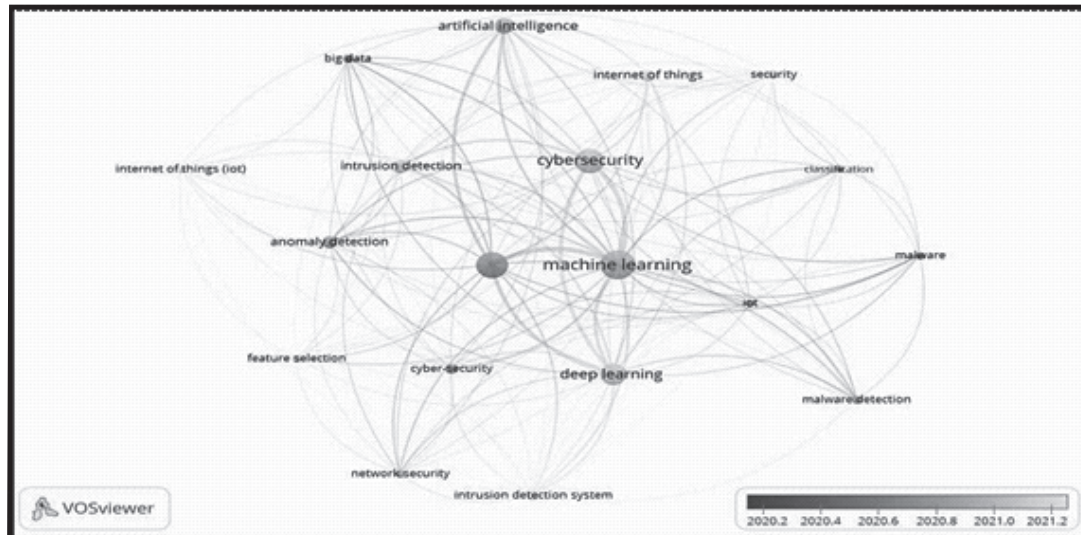 artificial intelligence
big data
internet of things
security
cybersecurity
internet of things (iot)
intrusion detection
classification
anomaly detection
machine learning
malware
iot
feature selection
cyber-security
deep learning
malware detection
network security
intrusion detection system
VOSviewer
2020.2 2020.4 2020.6 2020.8 2021.0 2021.2